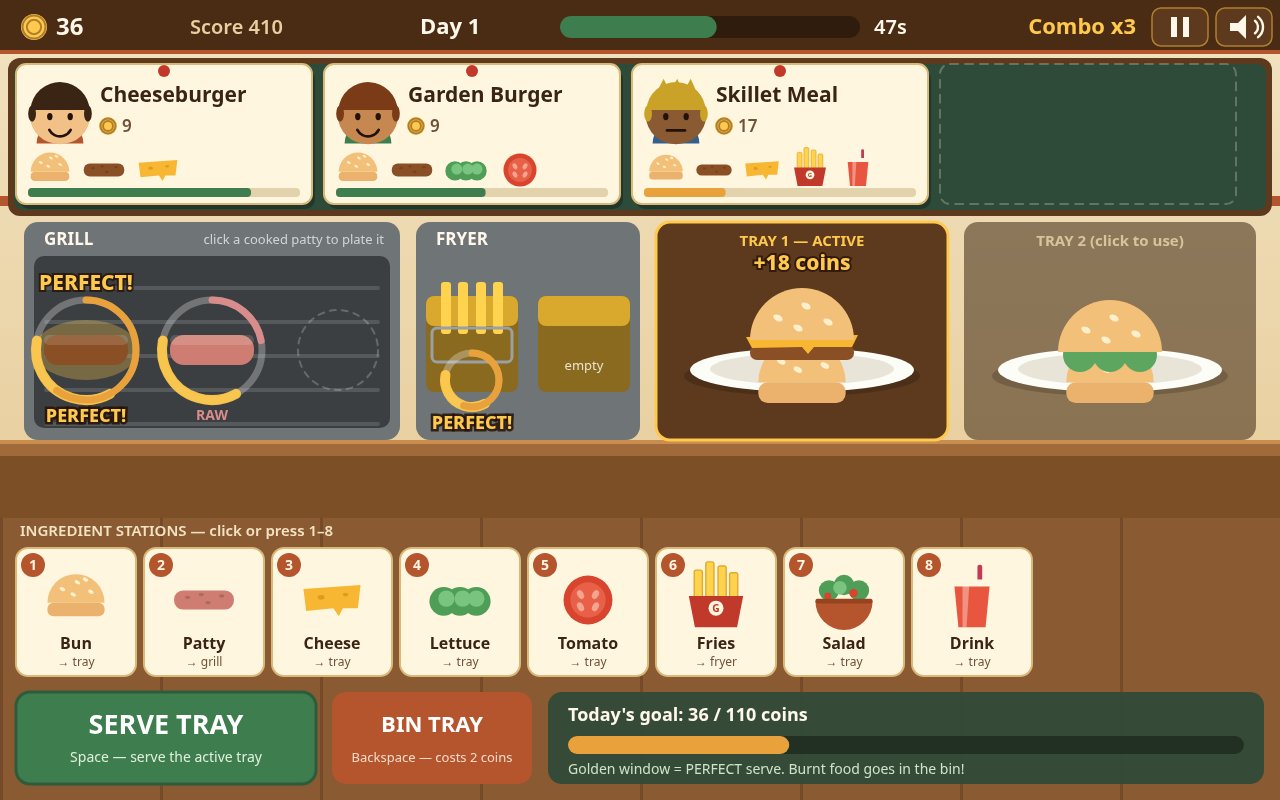 36
Score 410
Day 1
47s
Combo x3
Cheeseburger
9
Garden Burger
9
Skillet Meal
17
G
GRILL
click a cooked patty to plate it
PERFECT!
PERFECT!
RAW
FRYER
empty
PERFECT!
TRAY 1 — ACTIVE
+18 coins
TRAY 2 (click to use)
INGREDIENT STATIONS — click or press 1–8
1
Bun
→ tray
2
Patty
→ grill
3
Cheese
→ tray
4
Lettuce
→ tray
5
Tomato
→ tray
6
G
Fries
→ fryer
7
Salad
→ tray
8
Drink
→ tray
SERVE TRAY
Space — serve the active tray
BIN TRAY
Backspace — costs 2 coins
Today's goal: 36 / 110 coins
Golden window = PERFECT serve. Burnt food goes in the bin!